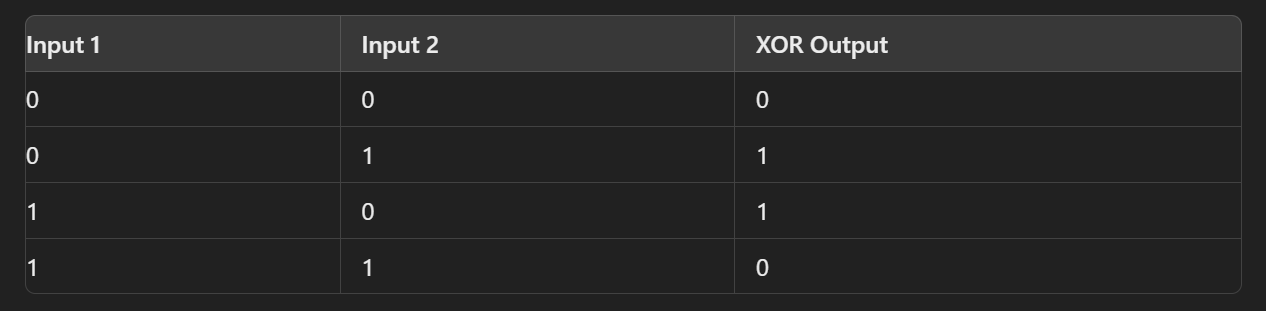 Input 1 Input 2 XOR Output
0 0 0
0 1 1
1 0 1
1 1 0